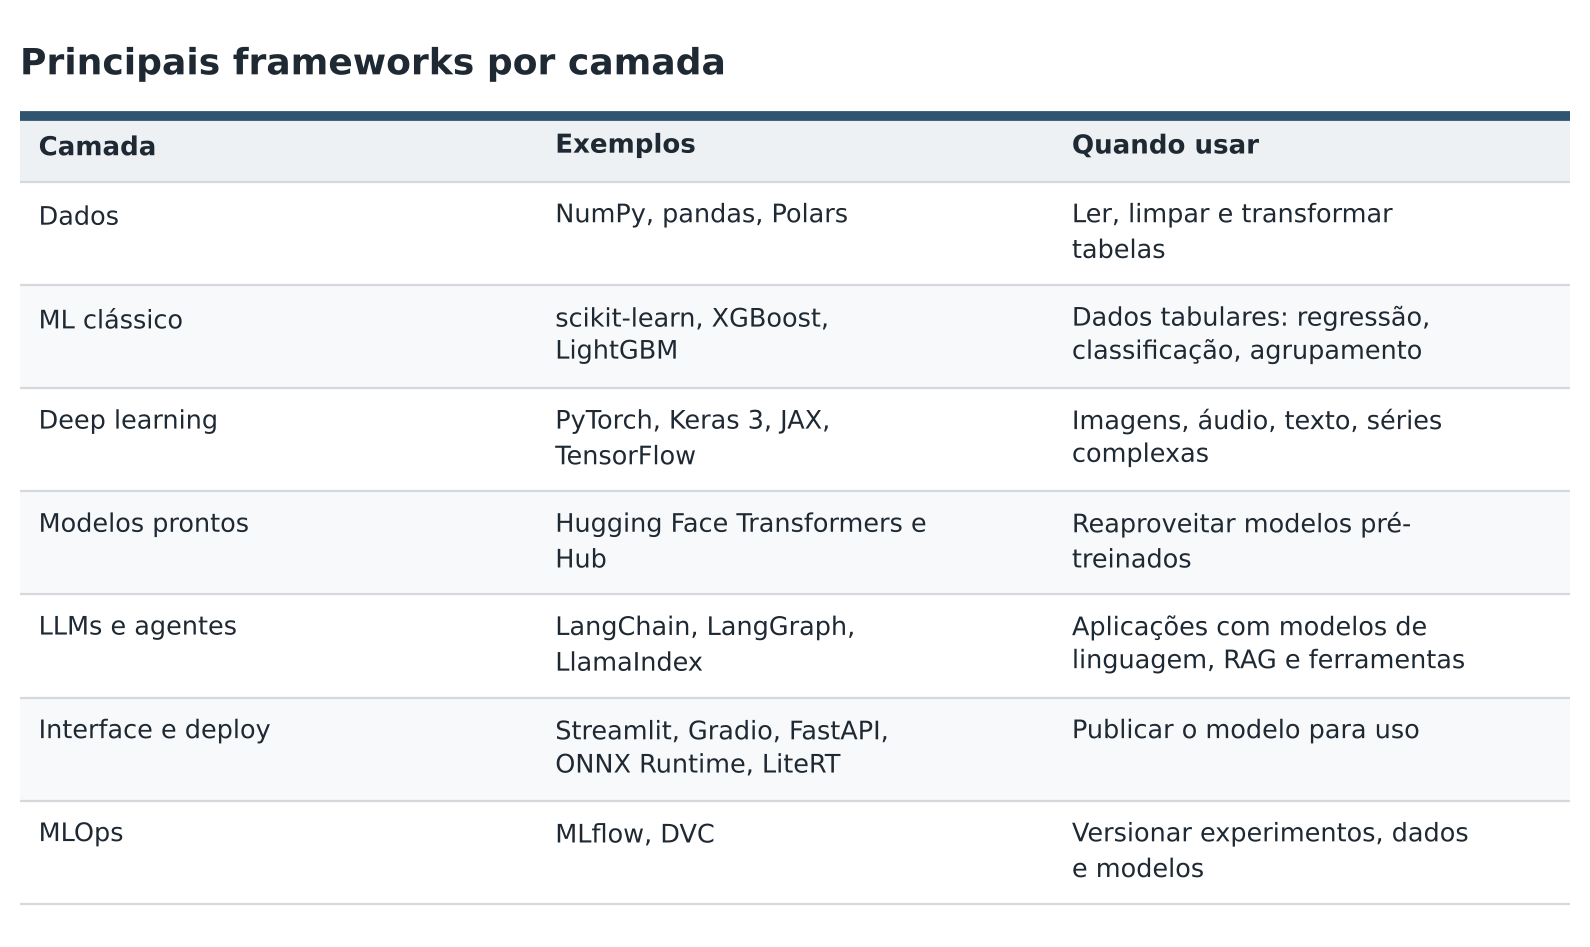 Principais frameworks por camada
Camada Exemplos Quando usar
Dados NumPy, pandas, Polars Ler, limpar e transformar
tabelas
ML clássico scikit-learn, XGBoost, Dados tabulares: regressão,
LightGBM classificação, agrupamento
Deep learning PyTorch, Keras 3, JAX, Imagens, áudio, texto, séries
TensorFlow complexas
Modelos prontos Hugging Face Transformers e Reaproveitar modelos pré-
Hub treinados
LLMs e agentes LangChain, LangGraph, Aplicações com modelos de
LlamaIndex linguagem, RAG e ferramentas
Interface e deploy Streamlit, Gradio, FastAPI, Publicar o modelo para uso
ONNX Runtime, LiteRT
MLOps MLflow, DVC Versionar experimentos, dados
e modelos